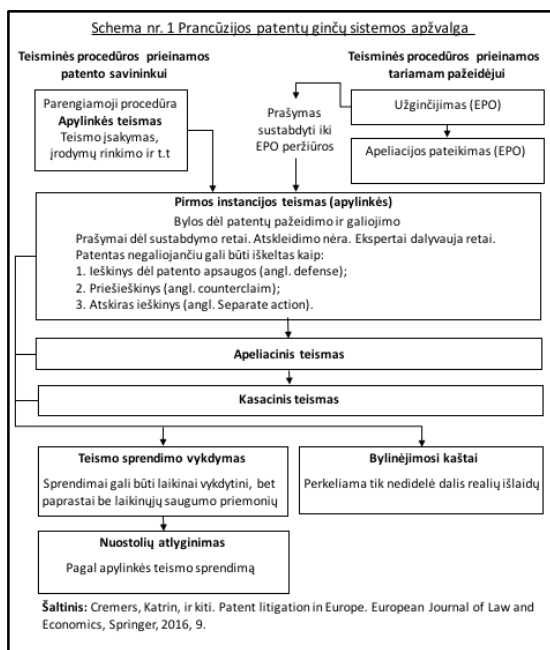 Schema nr. 1 Prancūzijos patentų ginčų sistemos apžvalga
Teisminės procedūros prieinamos
patento savininkui
Teisminės procedūros prieinamos
tariamam pažeidėjui
Parengiamoji procedūra
Apylinkės teismas
Teismo įsakymas,
įrodymų rinkimo ir t.t
Prašymas
sustabdyti iki
EPO peržiūros
Užginčijimas (EPO)
Apeliacijos pateikimas (EPO)
Pirmos instancijos teismas (apylinkės)
Bylos dėl patentų pažeidimo ir galiojimo
Prašymai dėl sustabdymo retai. Atskleidimo nėra. Ekspertai dalyvauja retai.
Patentas negaliojančiu gali būti iškeltas kaip:
1. Ieškinys dėl patento apsaugos (angl. defense);
2. Priešieškinys (angl. counterclaim);
3. Atskiras ieškinys (angl. Separate action).
Apeliacinis teismas
Kasacinis teismas
Teismo sprendimo vykdymas
Sprendimai gali būti laikinai vykdytini, bet
paprastai be laikinųjų saugumo priemonių
Bylinėjimosi kaštai
Perkeliama tik nedidelė dalis realių išlaidų
Nuostolių atlyginimas
Pagal apylinkės teismo sprendimą
Šaltinis: Cremers, Katrin, ir kiti. Patent litigation in Europe. European Journal of Law and
Economics, Springer, 2016, 9.